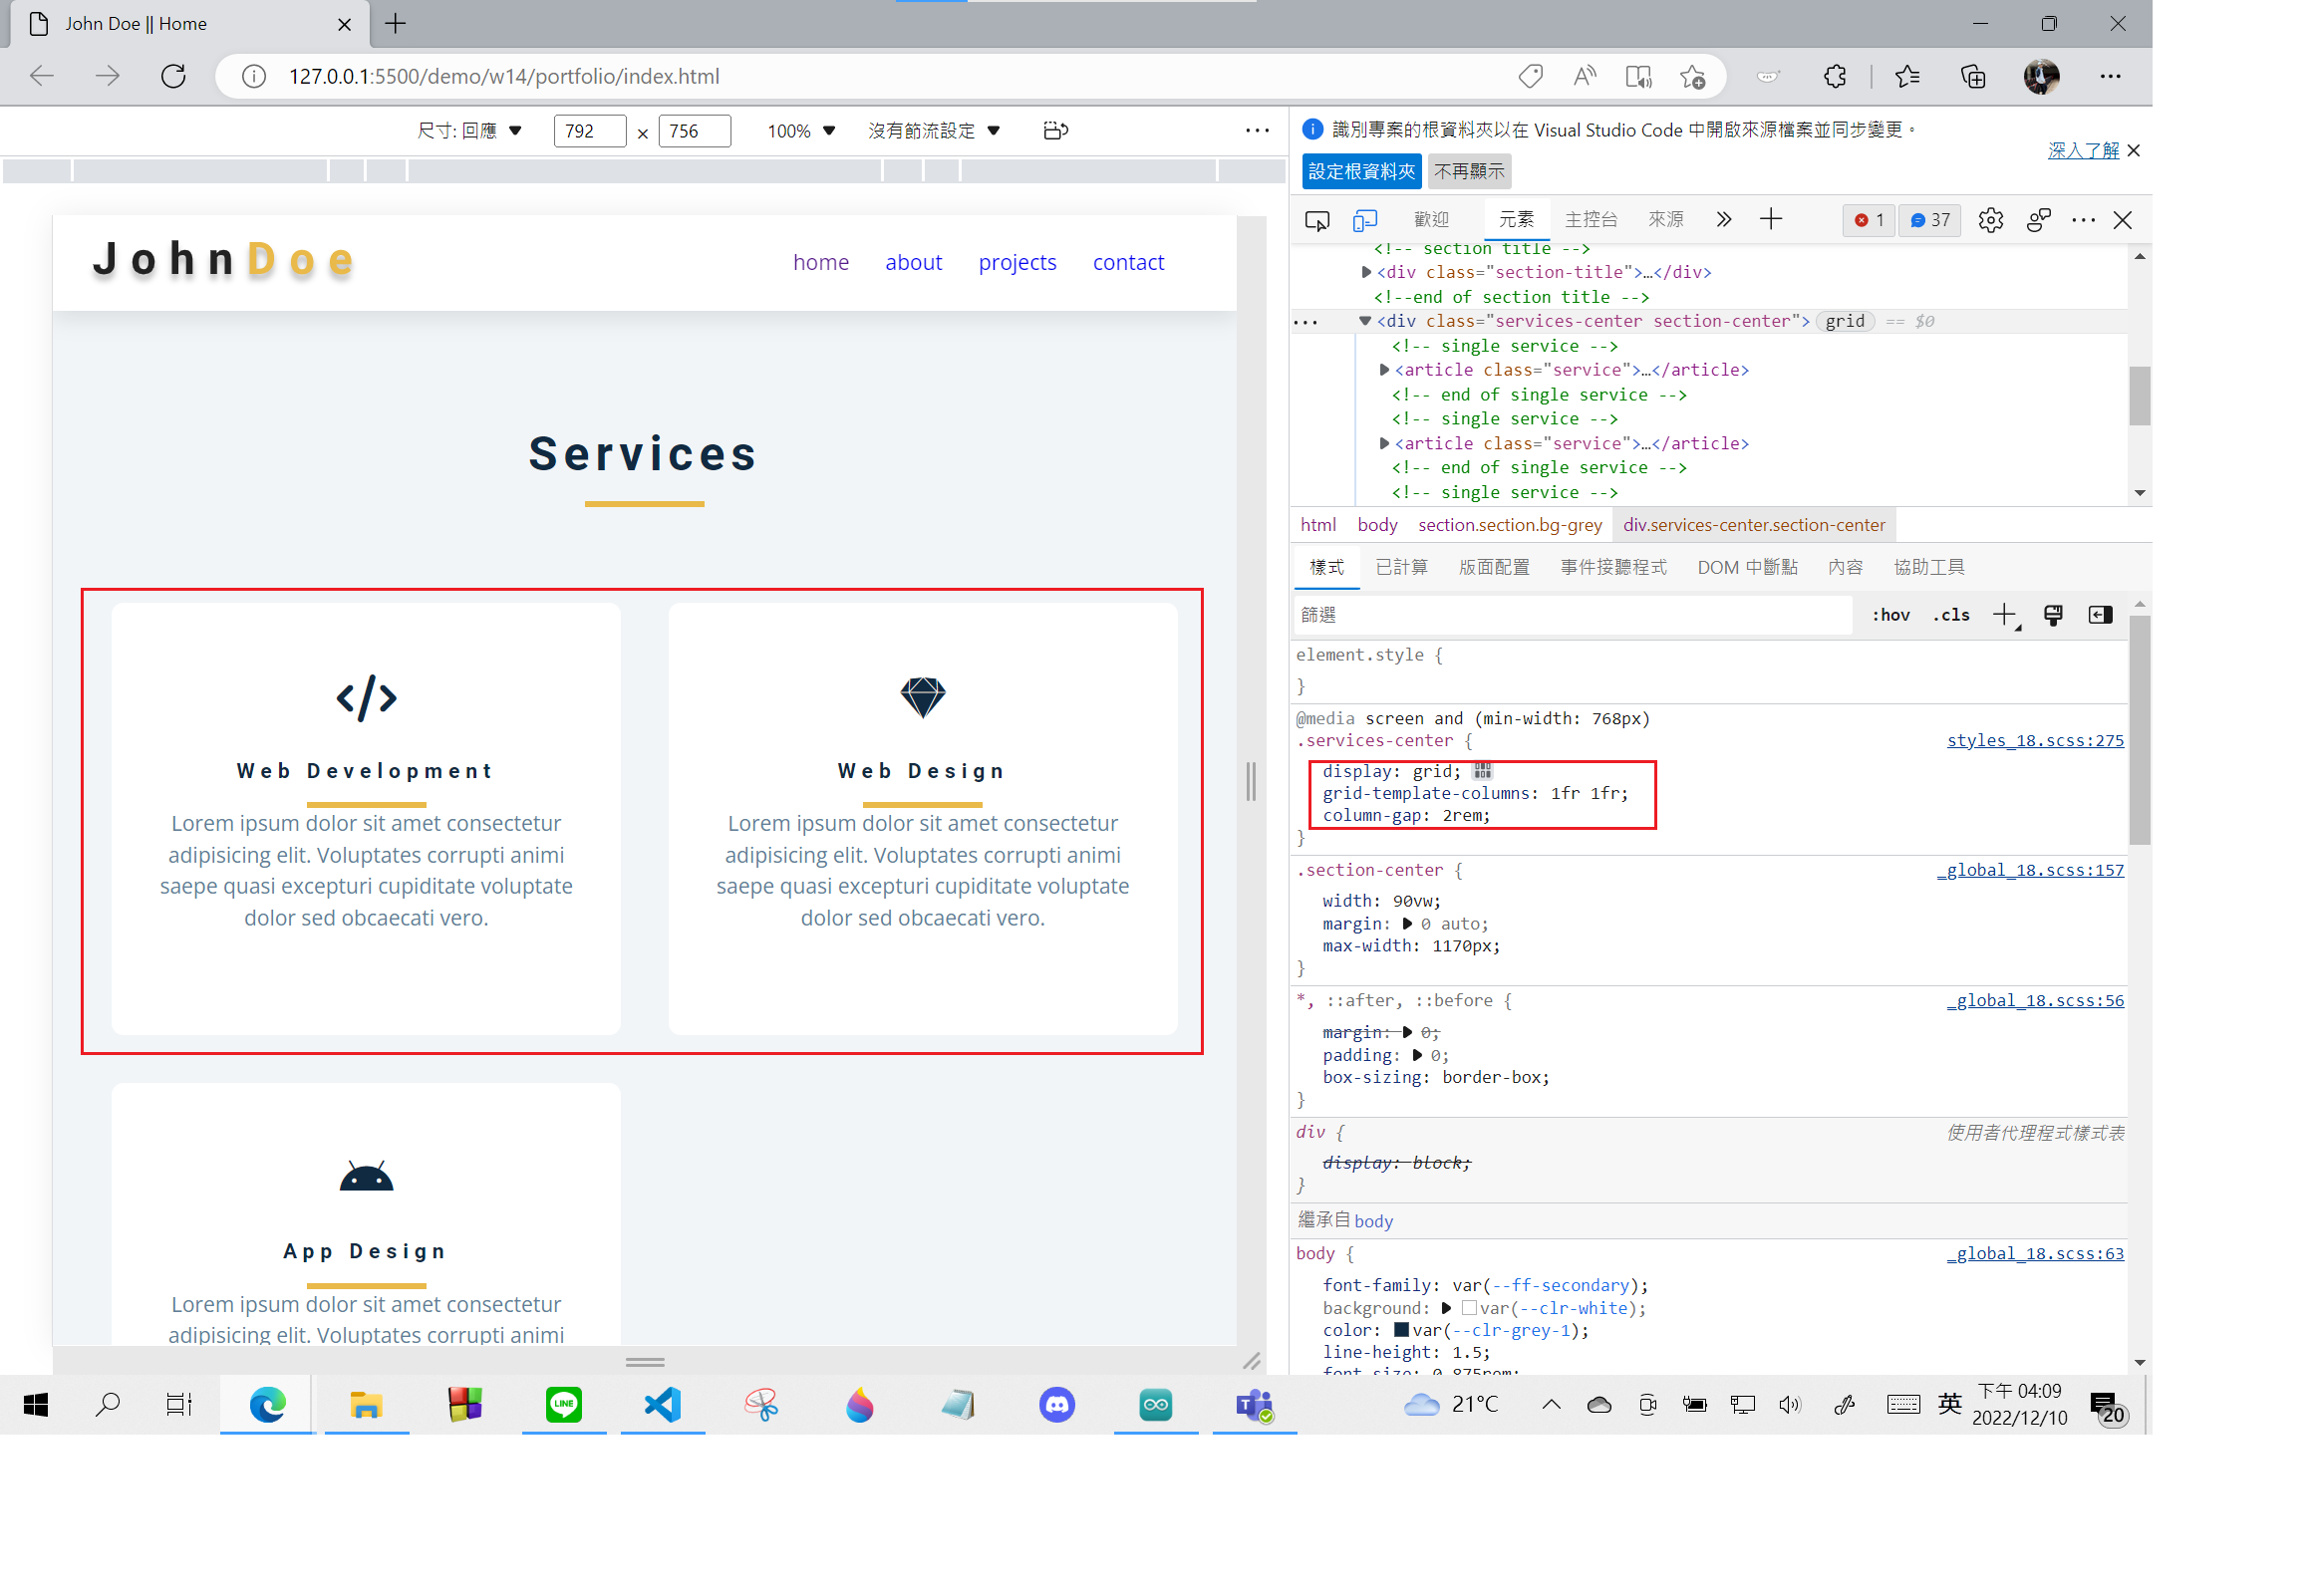 John Doe || Home
127.0.0.1:5500/demo/w14/portfolio/index.html
尺寸: 回應 792 × 756 100% 沒有節流設定
JohnDoe
home about projects contact
Services
Web Development
Lorem ipsum dolor sit amet consectetur
adipisicing elit. Voluptates corrupti animi
saepe quasi excepturi cupiditate voluptate
dolor sed obcaecati vero.
Web Design
Lorem ipsum dolor sit amet consectetur
adipisicing elit. Voluptates corrupti animi
saepe quasi excepturi cupiditate voluptate
dolor sed obcaecati vero.
App Design
Lorem ipsum dolor sit amet consectetur
adipisicing elit. Voluptates corrupti animi
識別專案的根資料夾以在 Visual Studio Code 中開啟來源檔案並同步變更。
深入了解
設定根資料夾 不再顯示
歡迎 元素 主控台 來源 1 37
<!-- section title -->
<div class="section-title">…</div>
<!--end of section title -->
<div class="services-center section-center"> grid == $0
<!-- single service -->
<article class="service">…</article>
<!-- end of single service -->
<!-- single service -->
<article class="service">…</article>
<!-- end of single service -->
<!-- single service -->
html body section.section.bg-grey div.services-center.section-center
樣式 已計算 版面配置 事件接聽程式 DOM 中斷點 內容 協助工具
篩選 :hov .cls
element.style {
}
@media screen and (min-width: 768px)
.services-center { styles_18.scss:275
display: grid;
grid-template-columns: 1fr 1fr;
column-gap: 2rem;
}
.section-center { _global_18.scss:157
width: 90vw;
margin: 0 auto;
max-width: 1170px;
}
*, ::after, ::before { _global_18.scss:56
margin: 0;
padding: 0;
box-sizing: border-box;
}
div { 使用者代理程式樣式表
display: block;
}
繼承自 body
body { _global_18.scss:63
font-family: var(--ff-secondary);
background: var(--clr-white);
color: var(--clr-grey-1);
line-height: 1.5;
font-size: 0.875rem;
LINE
21°C 英 下午 04:09
2022/12/10 20